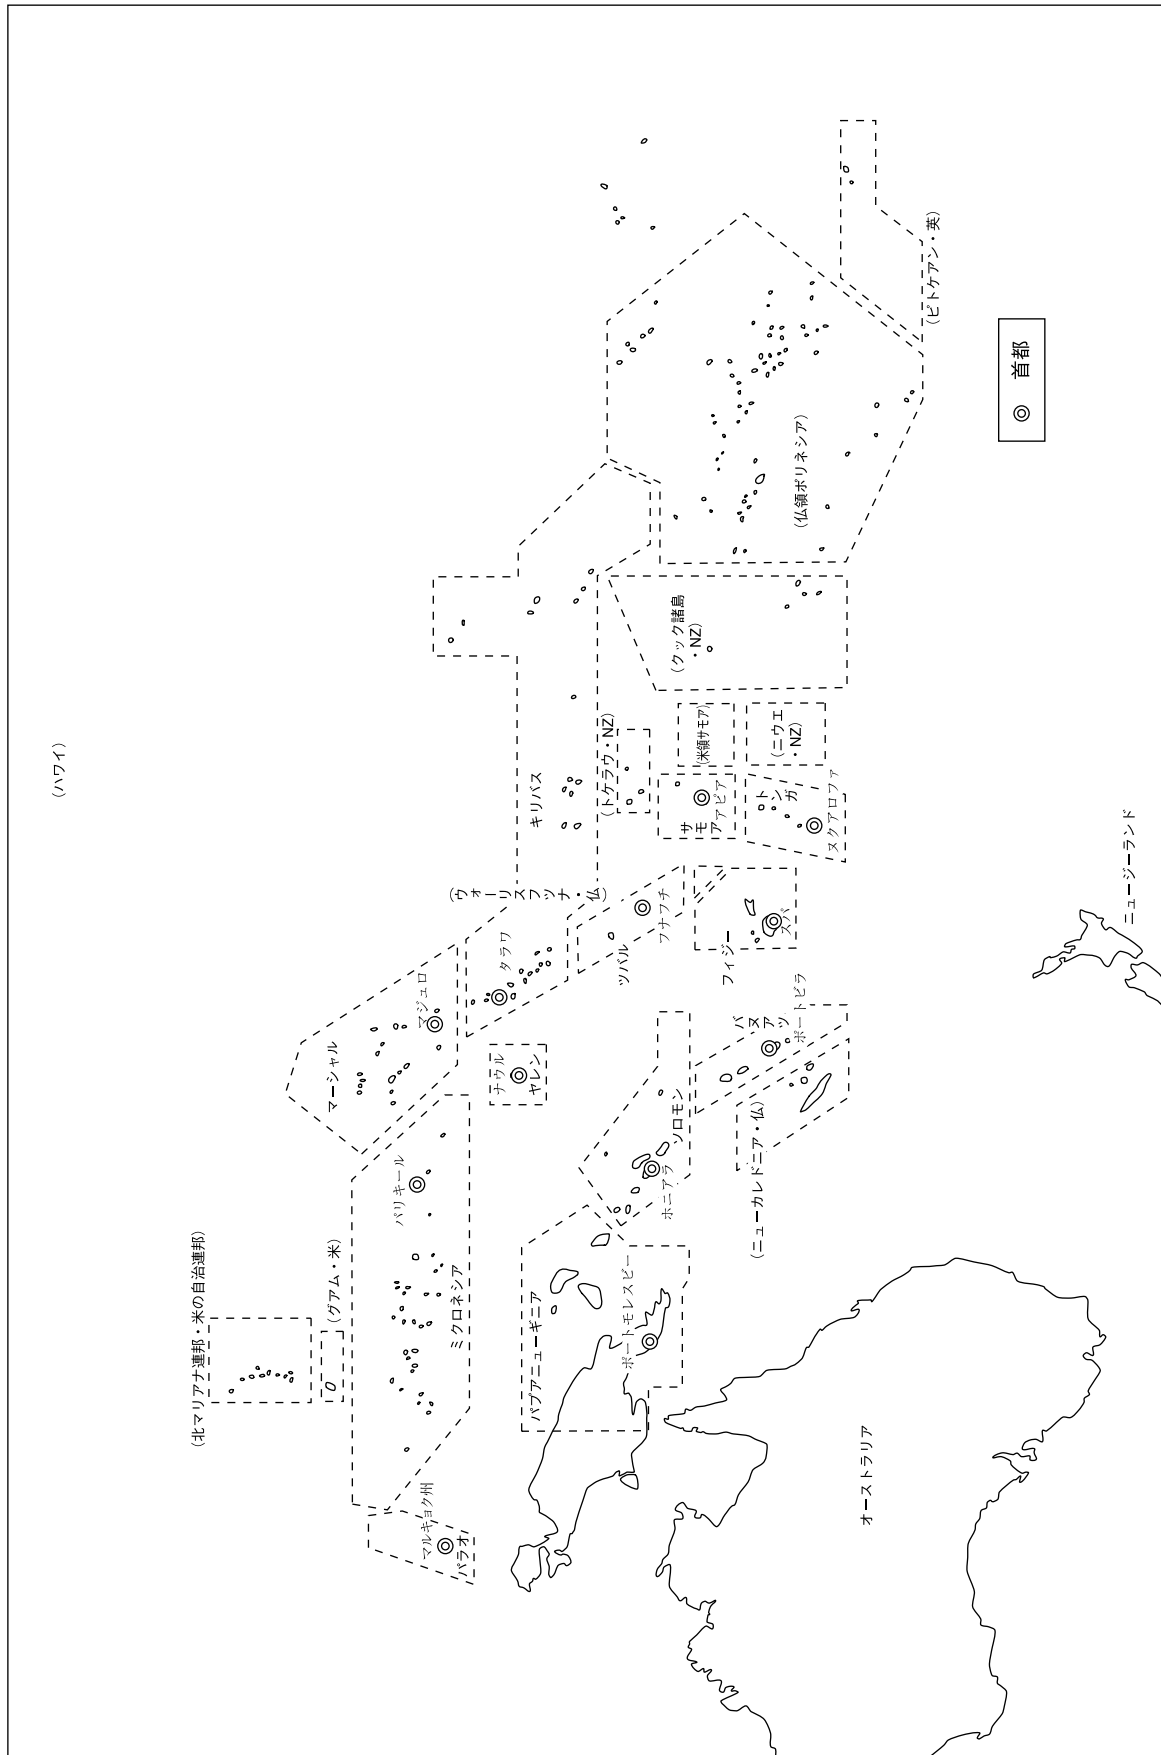 (ハワイ)
(北マリアナ連邦・米の自治連邦)
(グアム・米)
マーシャル
マジュロ
パリキール
ミクロネシア
マルキョク州
パラオ
ナウル
ヤレン
タラワ
キリバス
(ウォーリスフツナ・仏)
(トケラウ・NZ)
ツバル
フナフチ
パプアニューギニア
ポートモレスビー
ソロモン
ホニアラ
サモア
アピア
(米領サモア)
(クック諸島
・NZ)
(仏領ポリネシア)
フィジー
スバ
バヌアツ
ポートビラ
トンガ
ヌクアロファ
(ニウエ
・NZ)
(ニューカレドニア・仏)
(ピトケアン・英)
オーストラリア
ニュージーランド
◎ 首都